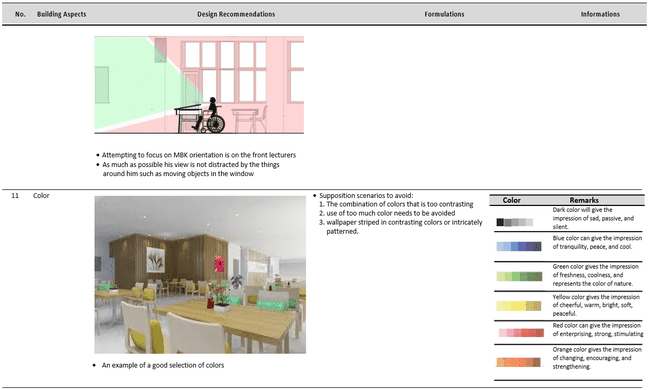 No. Building Aspects Design Recommendations Formulations Informations
• Attempting to focus on MBK orientation is on the front lecturers
• As much as possible his view is not distracted by the things
around him such as moving objects in the window
11 Color
• Supposition scenarios to avoid:
1. The combination of colors that is too contrasting
2. use of too much color needs to be avoided
3. wallpaper striped in contrasting colors or intricately
patterned.
• An example of a good selection of colors
Color Remarks
Dark color will give the
impression of sad, passive, and
silent.
Blue color can give the impression
of tranquility, peace, and cool.
Green color gives the impression
of freshness, coolness, and
represents the color of nature.
Yellow color gives the impression
of cheerful, warm, bright, soft,
peaceful.
Red color can give the impression
of enterprising, strong, stimulating
Orange color gives the impression
of changing, encouraging, and
strengthening.